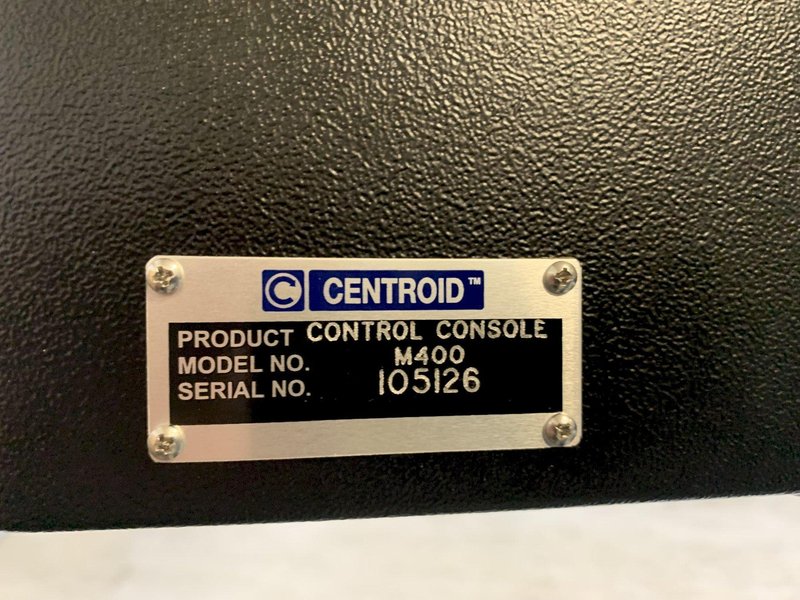 C CENTROID™
PRODUCT CONTROL CONSOLE
MODEL NO. M400
SERIAL NO. 105126